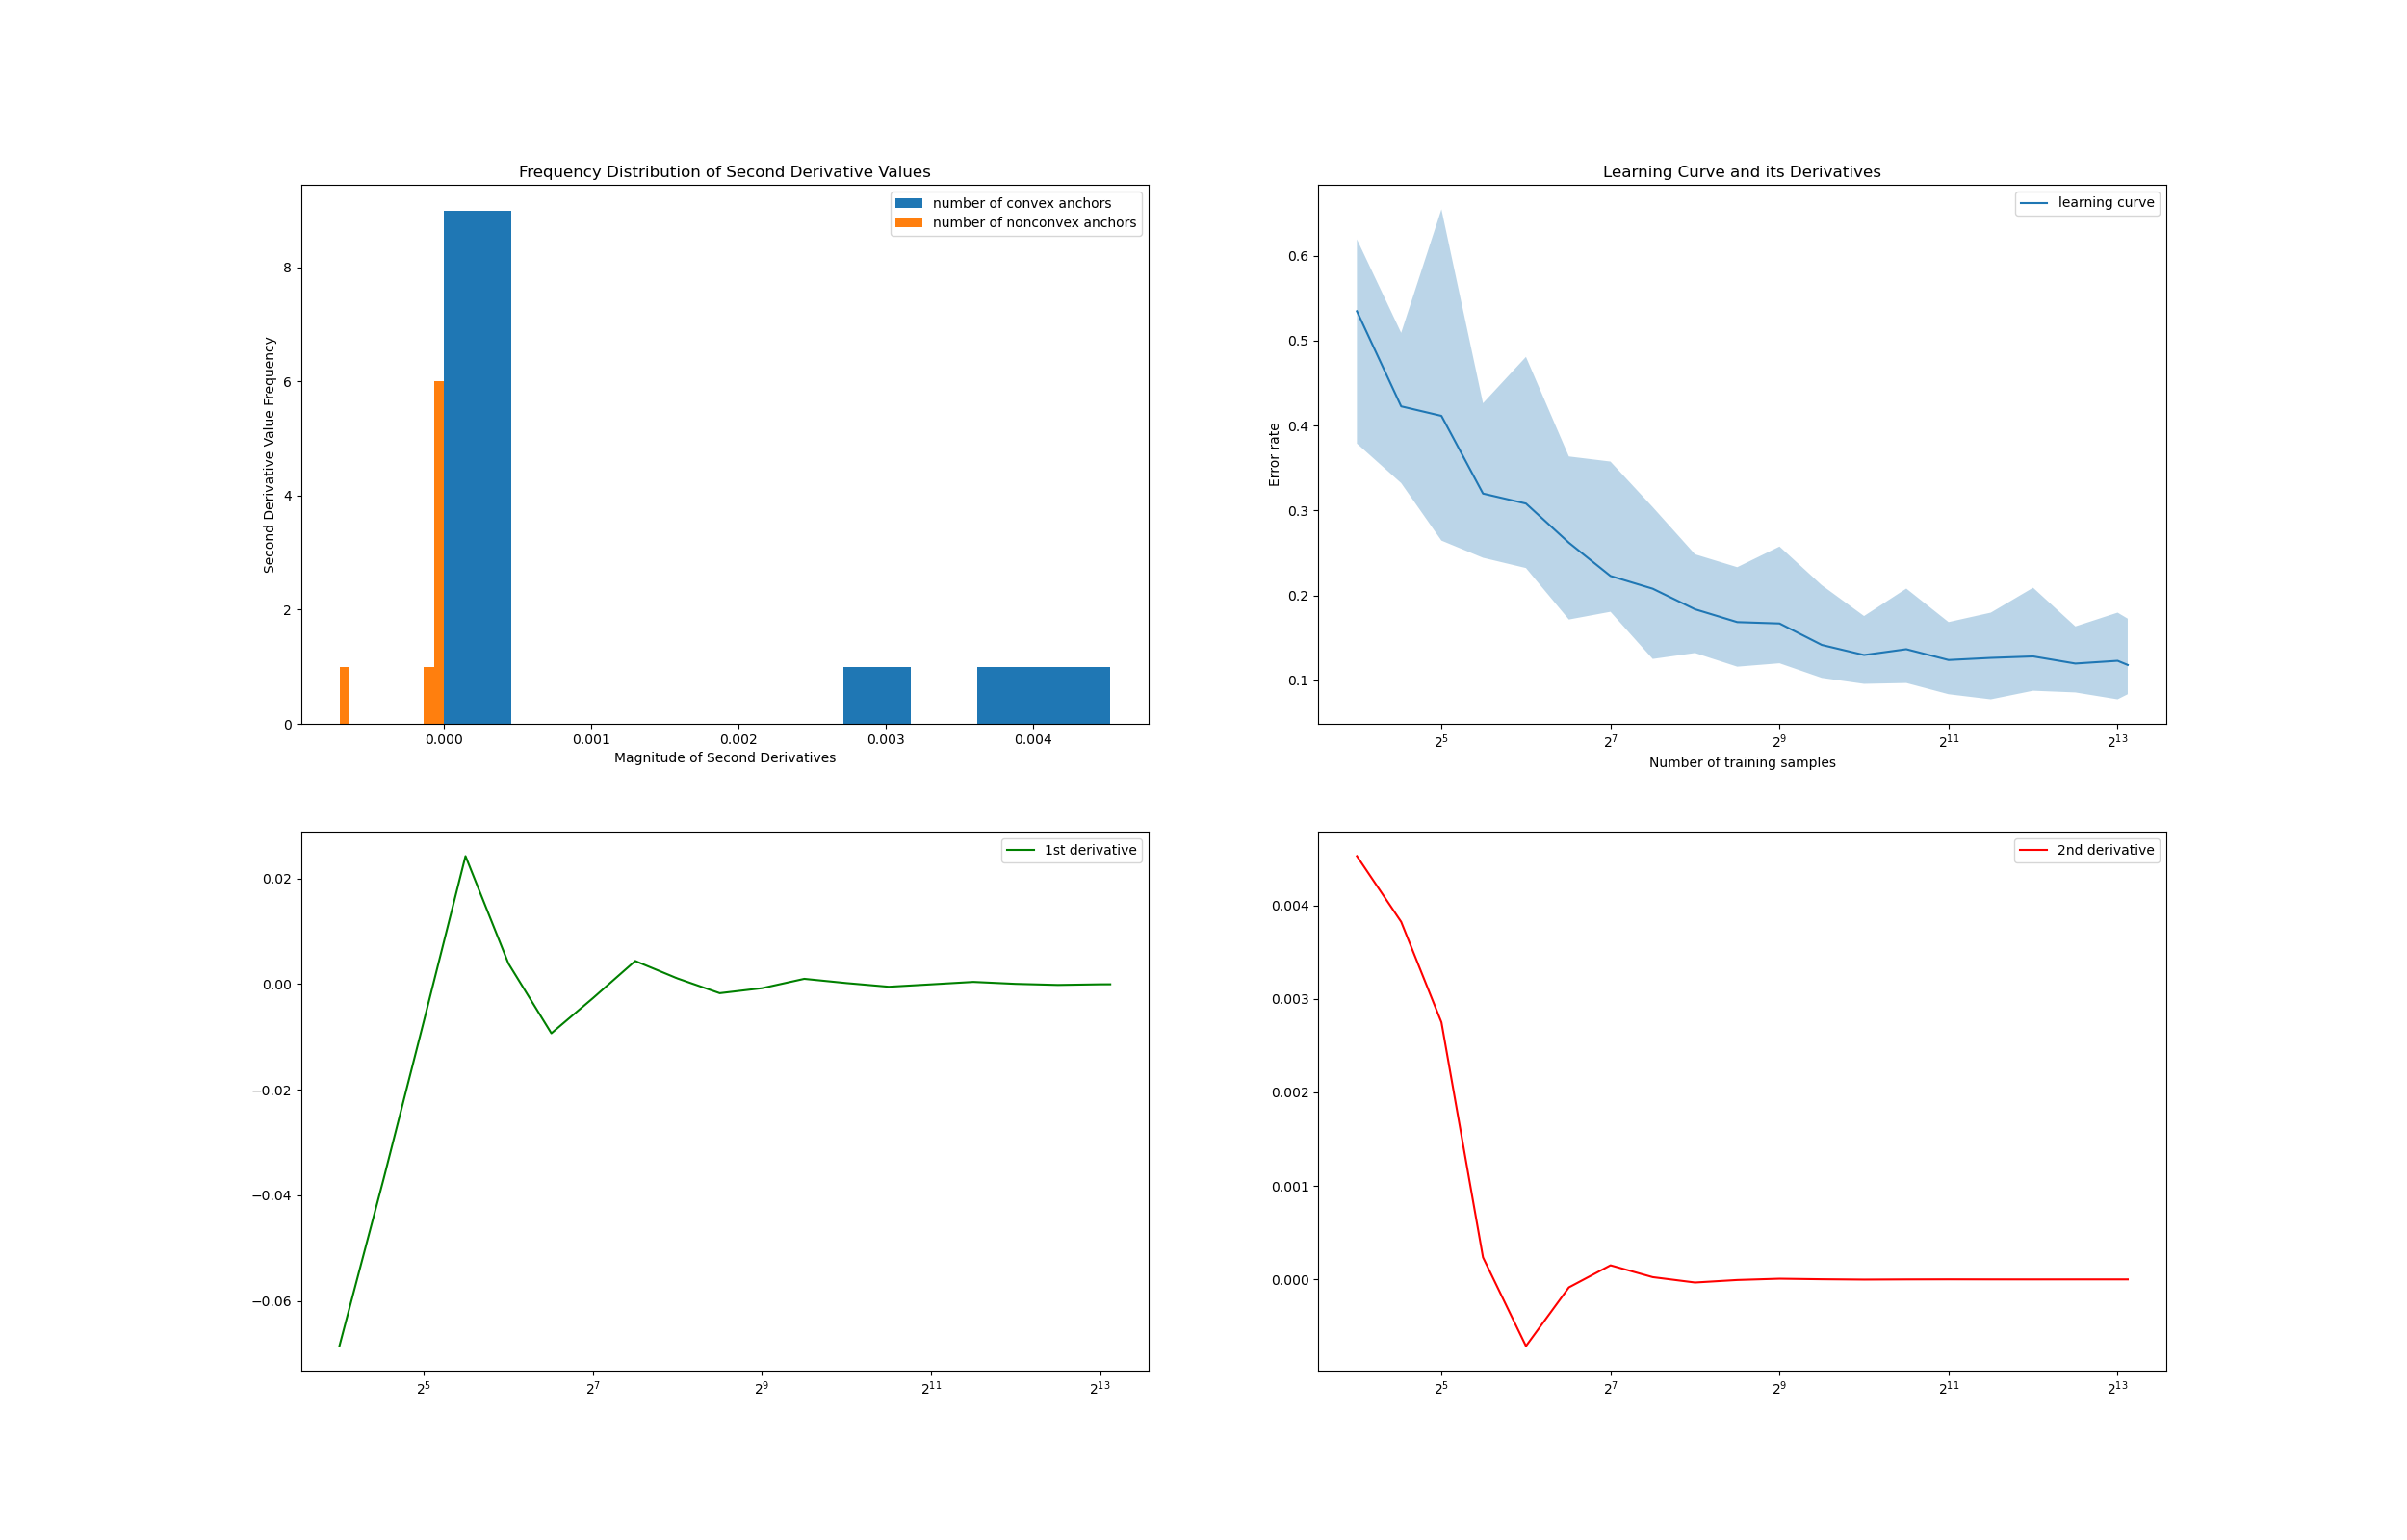 Frequency Distribution of Second Derivative Values
number of convex anchors
number of nonconvex anchors
Second Derivative Value Frequency
8
6
4
2
0
0.000 0.001 0.002 0.003 0.004
Magnitude of Second Derivatives
Learning Curve and its Derivatives
learning curve
Error rate
0.6
0.5
0.4
0.3
0.2
0.1
2^5 2^7 2^9 2^11 2^13
Number of training samples
1st derivative
0.02
0.00
−0.02
−0.04
−0.06
2^5 2^7 2^9 2^11 2^13
2nd derivative
0.004
0.003
0.002
0.001
0.000
2^5 2^7 2^9 2^11 2^13